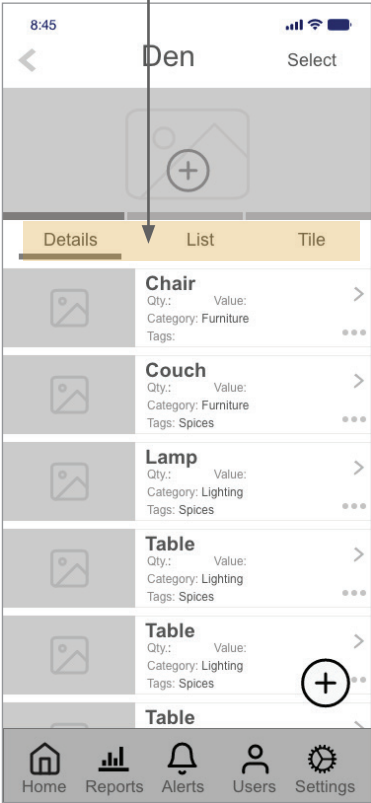 8:45
Den
Select
Details List Tile
Chair
Qty.: Value:
Category: Furniture
Tags:
Couch
Qty.: Value:
Category: Furniture
Tags: Spices
Lamp
Qty.: Value:
Category: Lighting
Tags: Spices
Table
Qty.: Value:
Category: Lighting
Tags: Spices
Table
Qty.: Value:
Category: Lighting
Tags: Spices
Table
Home Reports Alerts Users Settings